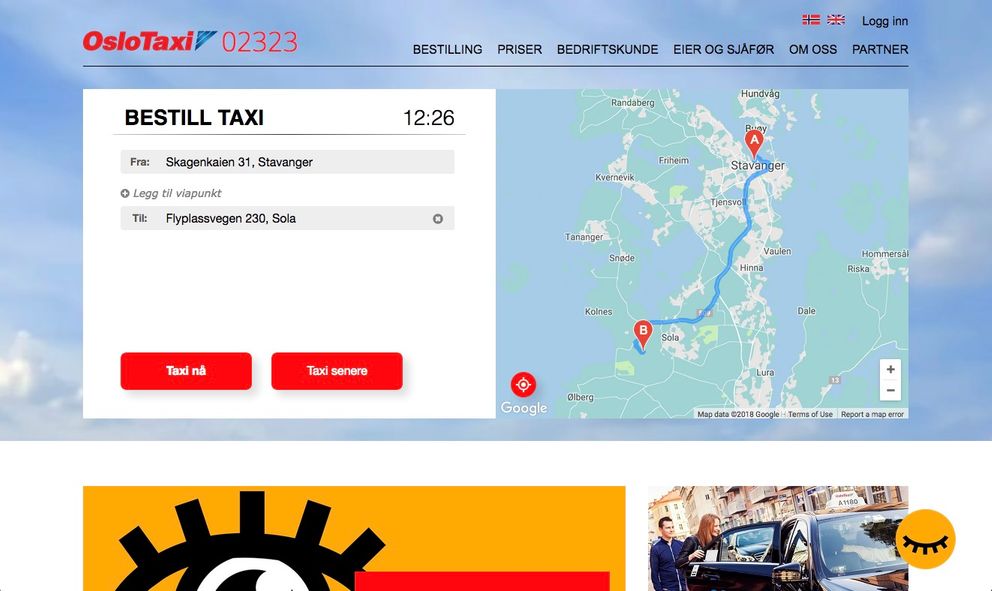 OsloTaxi 02323
Logg inn
BESTILLING PRISER BEDRIFTSKUNDE EIER OG SJÅFØR OM OSS PARTNER
BESTILL TAXI 12:26
Fra: Skagenkaien 31, Stavanger
Legg til viapunkt
Til: Flyplassvegen 230, Sola
Taxi nå
Taxi senere
Hundvåg
Randaberg
Buøy
A
Stavanger
Friheim
Kvernevik
Tjensvoll
Tananger
Vaulen
Snøde
Hinna
Hommersåk
Riska
Kolnes
Dale
B
Sola
Lura
13
Ølberg
+
−
Google
Map data ©2018 Google Terms of Use Report a map error
OsloTaxi
A1180